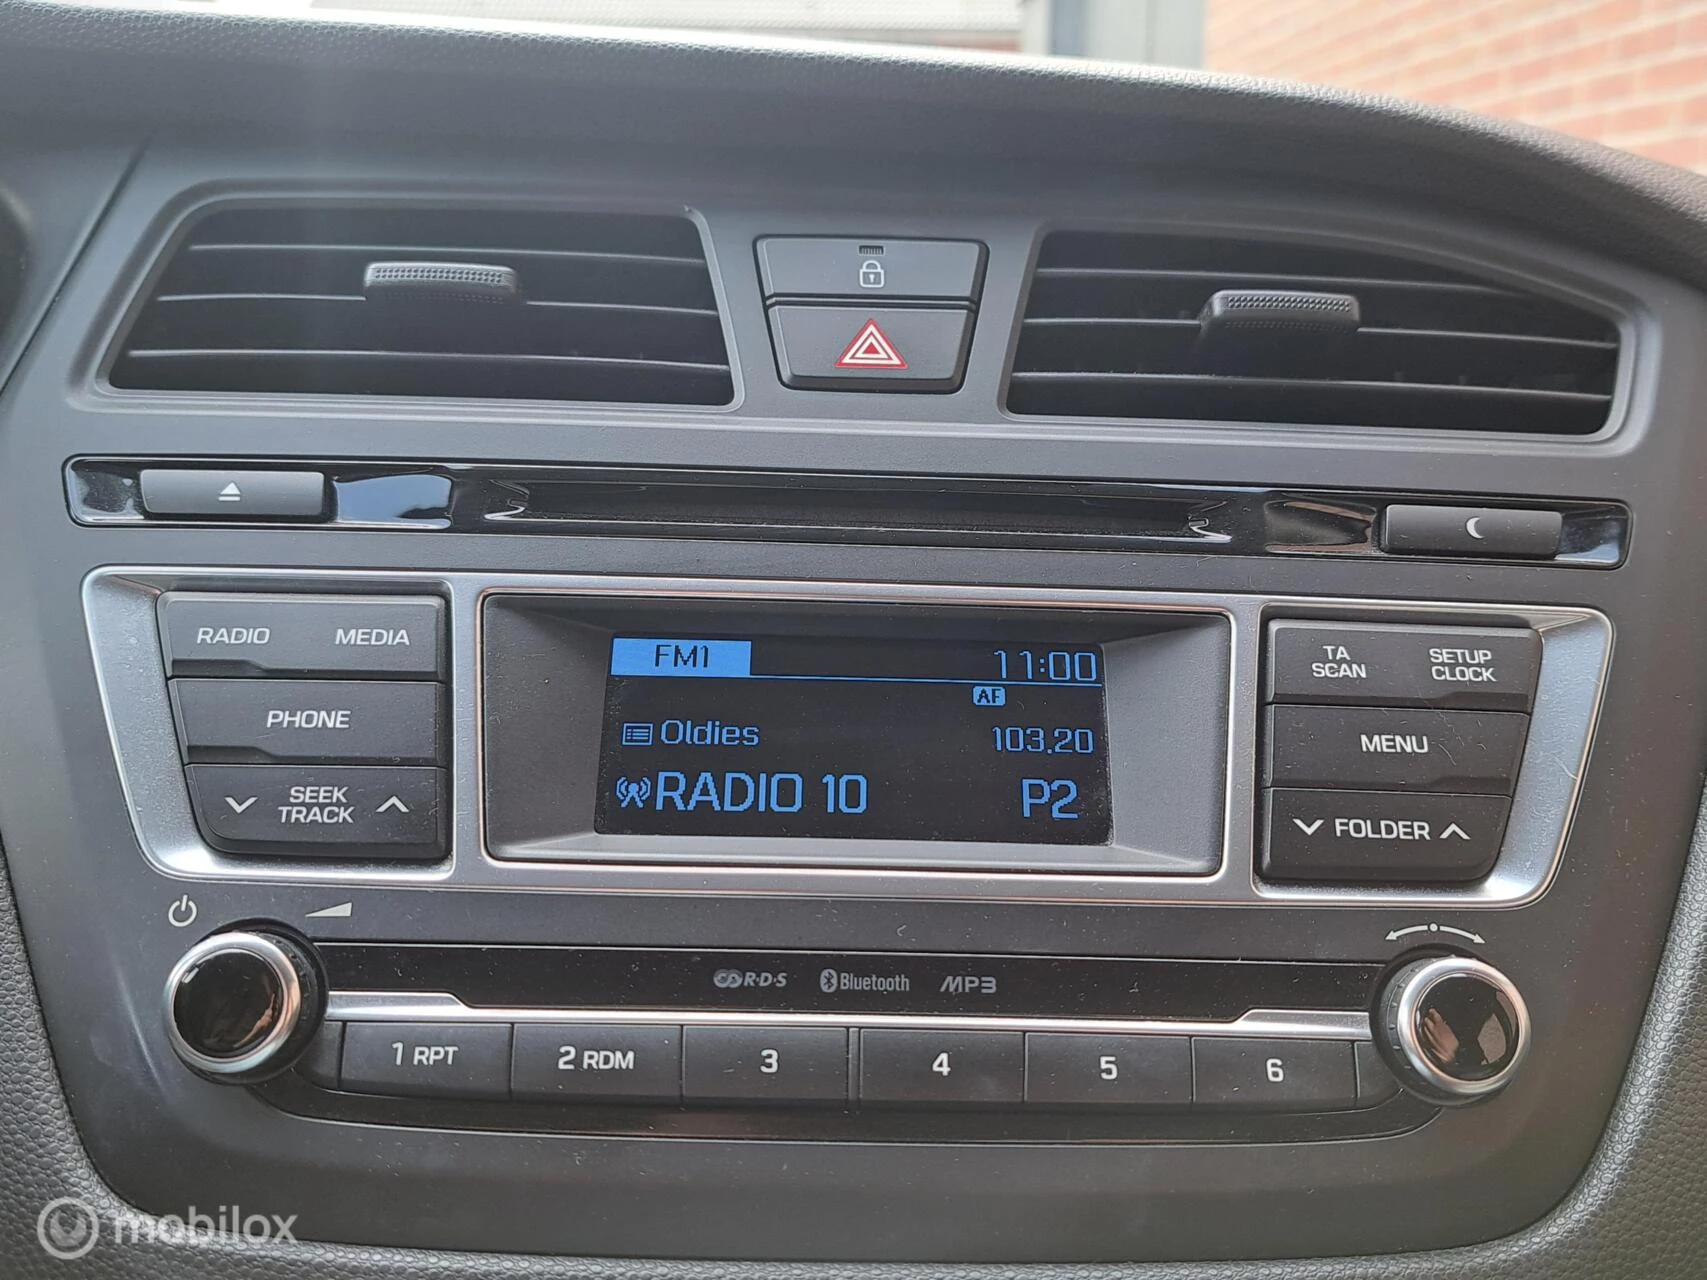 RADIO MEDIA
PHONE
SEEK
TRACK
FM1 11:00
AF
Oldies 103.20
RADIO 10 P2
TA
SCAN
SETUP
CLOCK
MENU
FOLDER
R·D·S Bluetooth MP3
1 RPT 2 RDM 3 4 5 6
mobilox